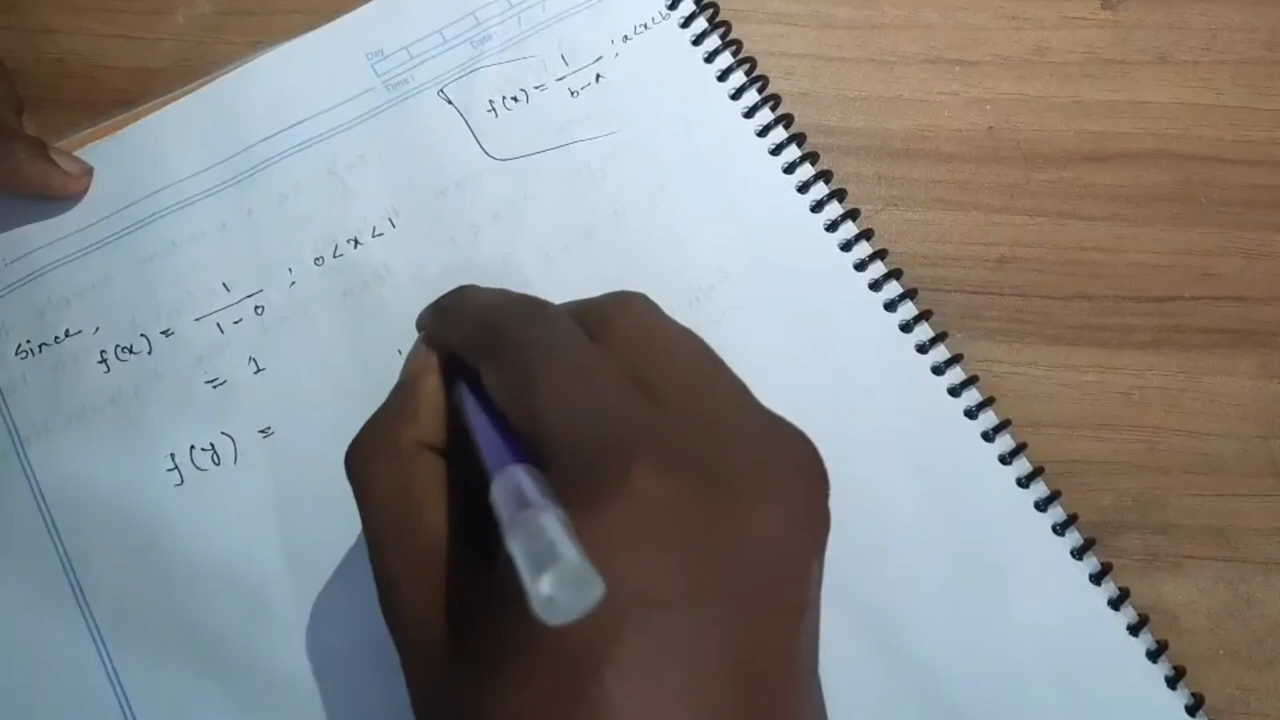 Day
Date:
Time:
f(x) = 1/(b-a) ; a<x<b
Since, f(x) = 1/(1-0) ; 0<x<1
= 1
f(y) =